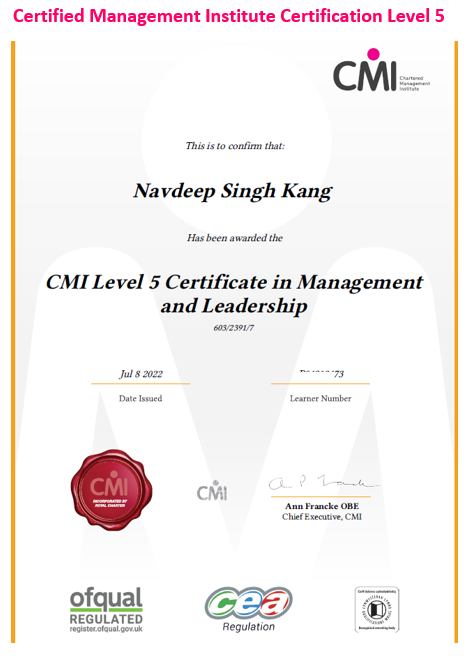 Certified Management Institute Certification Level 5
CMI
Chartered
Management
Institute
This is to confirm that:
Navdeep Singh Kang
Has been awarded the
CMI Level 5 Certificate in Management
and Leadership
603/2391/7
Jul 8 2022
73
Date Issued
Learner Number
CMI
INCORPORATED BY
ROYAL CHARTER
CMI
Ann Francke OBE
Chief Executive, CMI
ofqual
REGULATED
register.ofqual.gov.uk
cea
Regulation